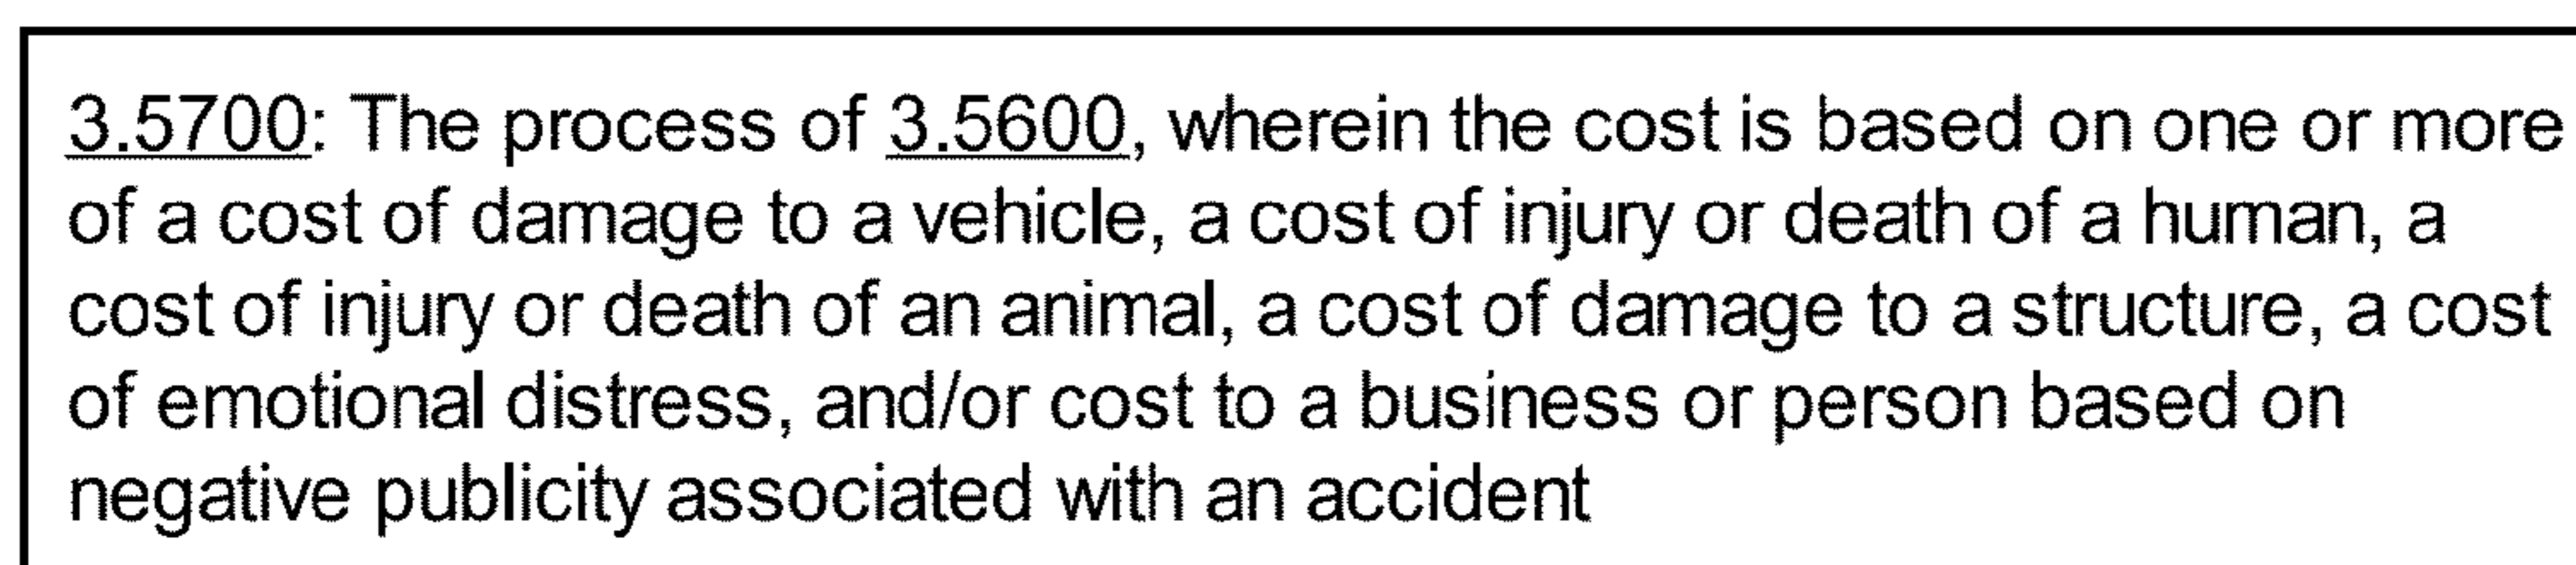 3.5700: The process of 3.5600, wherein the cost is based on one or more
of a cost of damage to a vehicle, a cost of injury or death of a human, a
cost of injury or death of an animal, a cost of damage to a structure, a cost
of emotional distress, and/or cost to a business or person based on
negative publicity associated with an accident